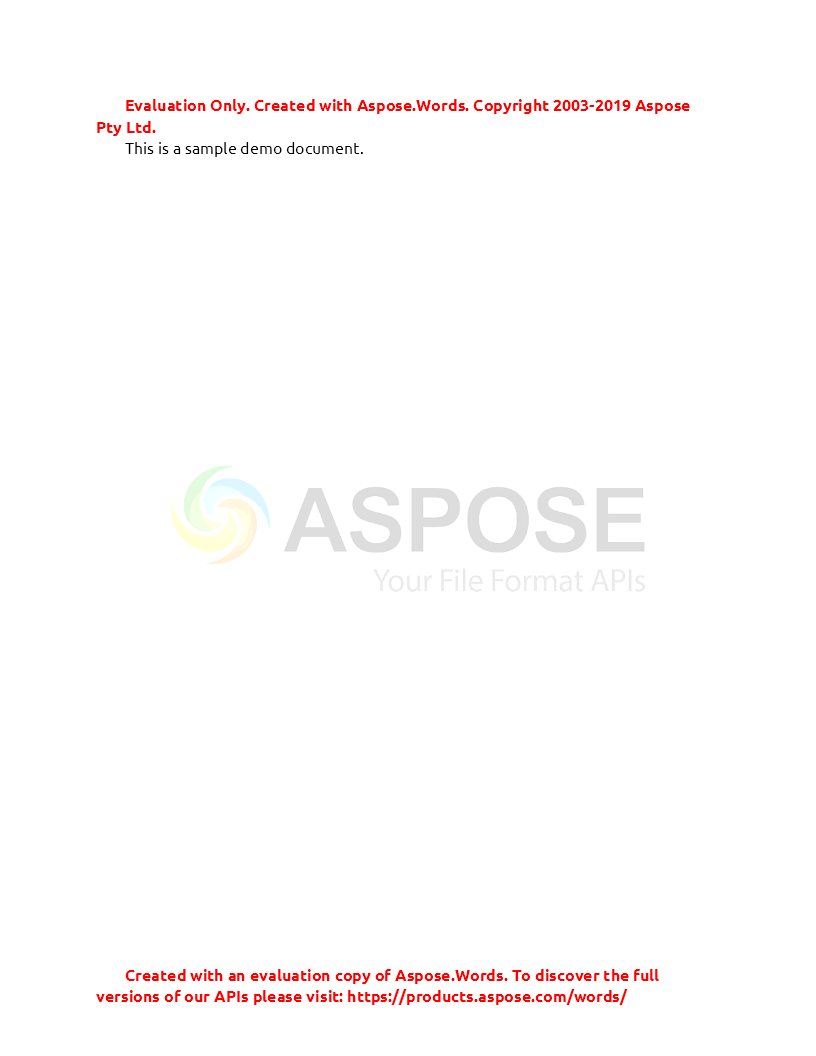 Evaluation Only. Created with Aspose.Words. Copyright 2003-2019 Aspose
Pty Ltd.
This is a sample demo document.
ASPOSE
Your File Format APIs
Created with an evaluation copy of Aspose.Words. To discover the full
versions of our APIs please visit: https://products.aspose.com/words/